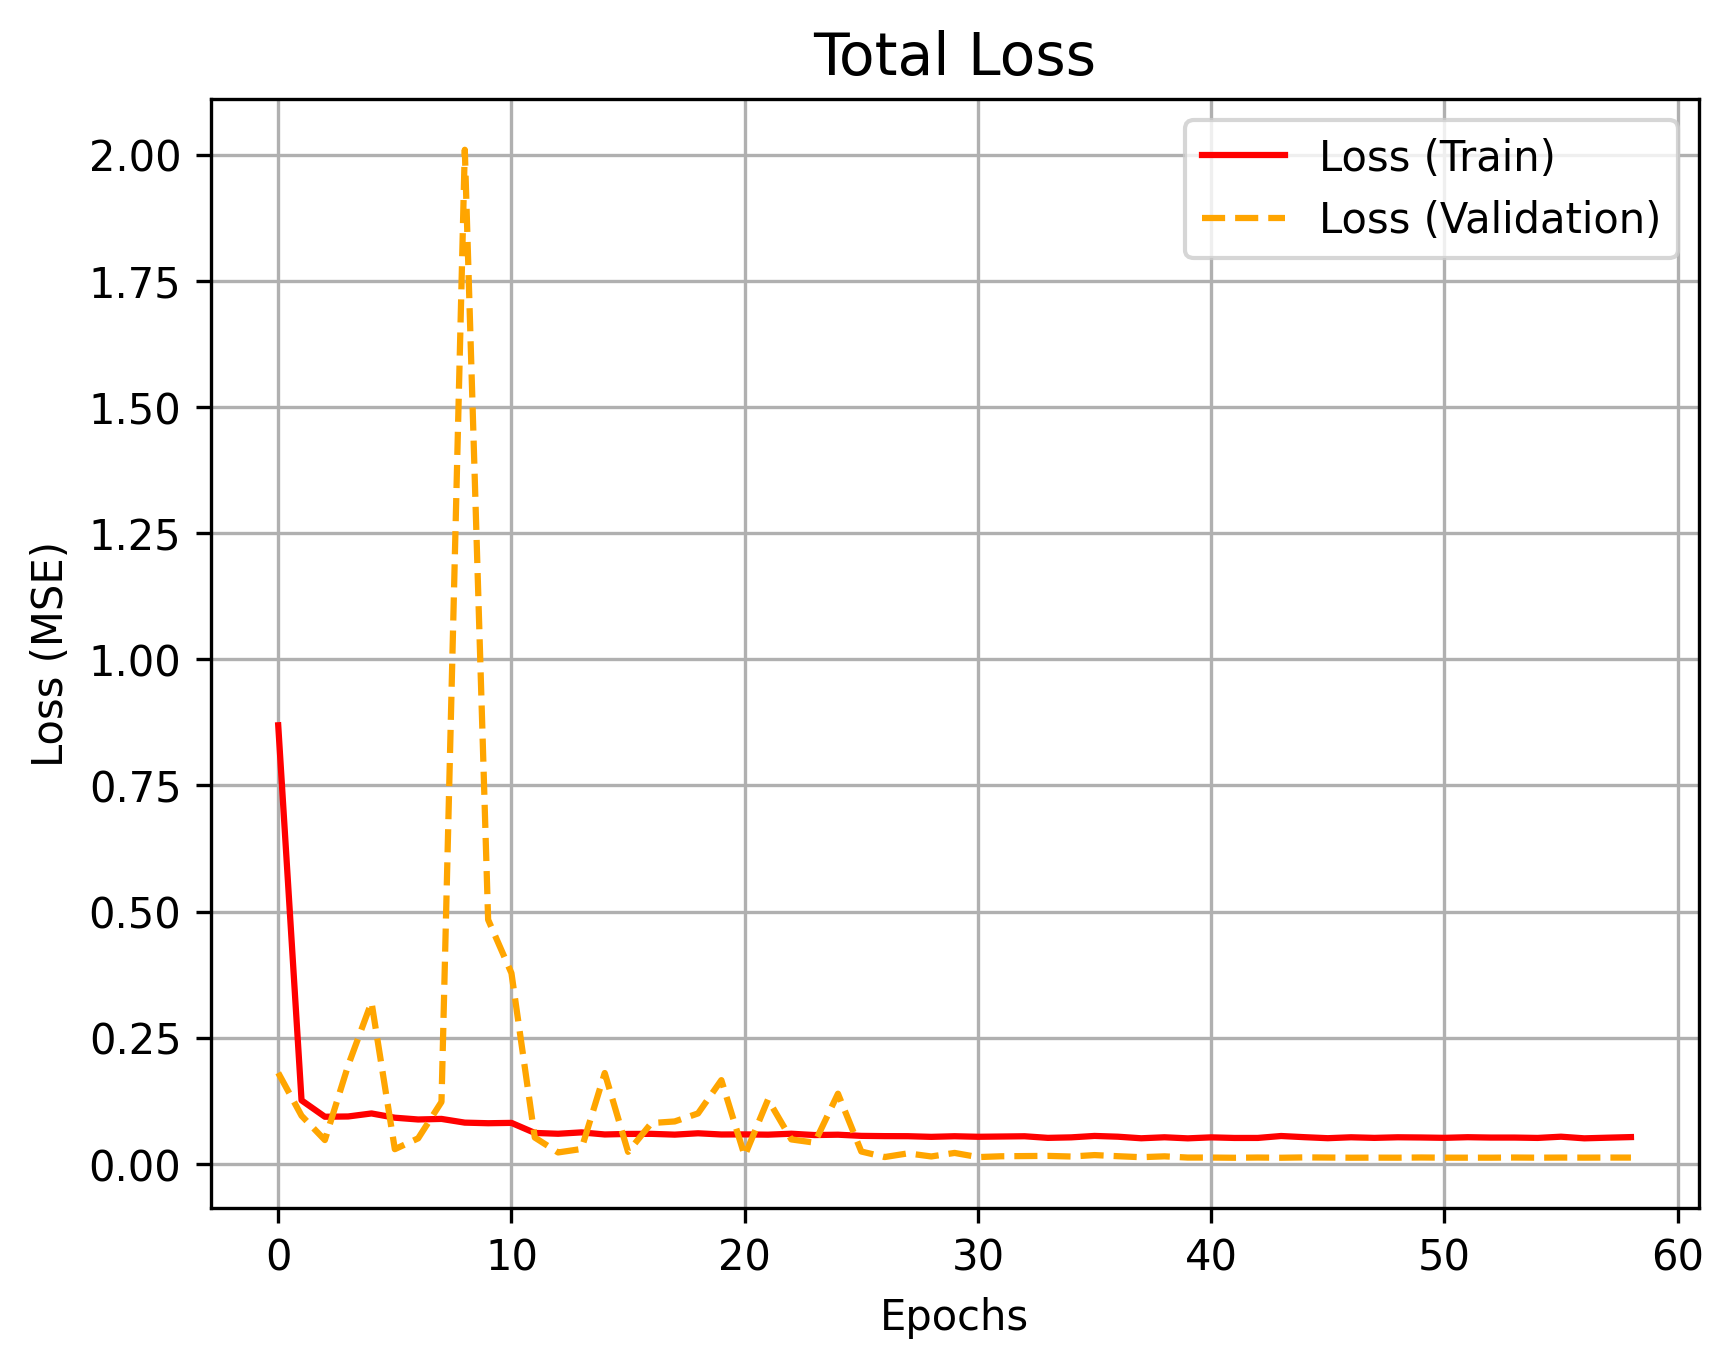 Total Loss
Loss (Train)
Loss (Validation)
2.00
1.75
1.50
1.25
1.00
0.75
0.50
0.25
0.00
Loss (MSE)
0 10 20 30 40 50 60
Epochs